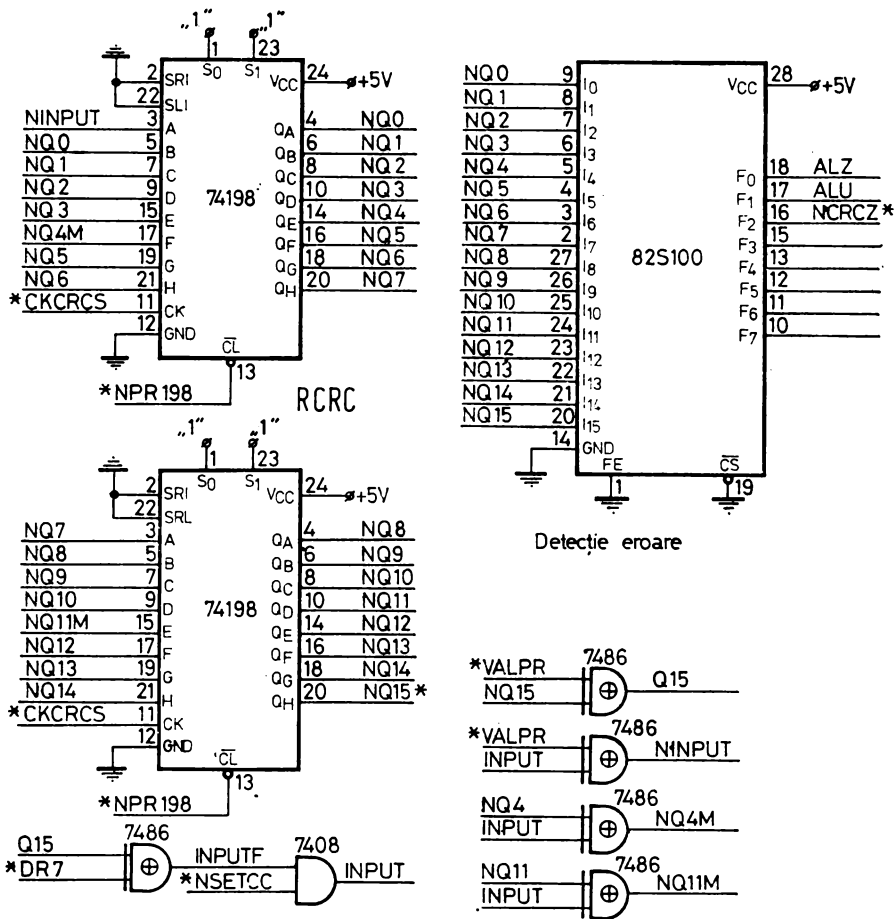 „1" „1"
1 23
S0 S1
2 SRI VCC 24 +5V
22 SLI
NINPUT 3 A QA 4 NQ0
NQ0 5 B QB 6 NQ1
NQ1 7 C QC 8 NQ2
NQ2 9 D 74198 QD 10 NQ3
NQ3 15 E QE 14 NQ4
NQ4M 17 F QF 16 NQ5
NQ5 19 G QG 18 NQ6
NQ6 21 H QH 20 NQ7
*CKCRCS 11 CK
12 GND
CL
13
*NPR198
RCRC
„1" „1"
1 23
S0 S1
2 SRI VCC 24 +5V
22 SRL
NQ7 3 A QA 4 NQ8
NQ8 5 B QB 6 NQ9
NQ9 7 C QC 8 NQ10
NQ10 9 D 74198 QD 10 NQ11
NQ11M 15 E QE 14 NQ12
NQ12 17 F QF 16 NQ13
NQ13 19 G QG 18 NQ14
NQ14 21 H QH 20 NQ15*
*CKCRCS 11 CK
12 GND
CL
13
*NPR198
7486
Q15
*DR7
INPUTF
*NSETCC
7408
INPUT
NQ0 9 I0 VCC 28 +5V
NQ1 8 I1
NQ2 7 I2
NQ3 6 I3
NQ4 5 I4 F0 18 ALZ
NQ5 4 I5 F1 17 ALU
NQ6 3 I6 F2 16 NCRCZ*
NQ7 2 I7 F3 15
NQ8 27 I8 82S100 F4 13
NQ9 26 I9 F5 12
NQ10 25 I10 F6 11
NQ11 24 I11 F7 10
NQ12 23 I12
NQ13 22 I13
NQ14 21 I14
NQ15 20 I15
14 GND
FE CS
1 19
Detecție eroare
7486
*VALPR
NQ15
Q15
7486
*VALPR
INPUT
NINPUT
7486
NQ4
INPUT
NQ4M
7486
NQ11
INPUT
NQ11M